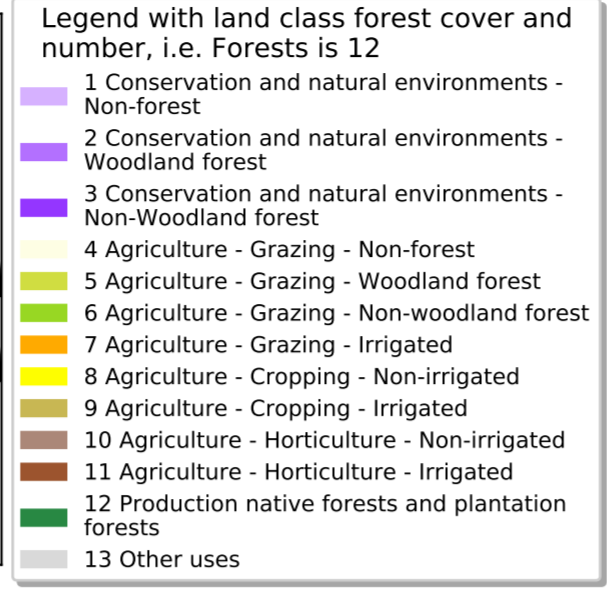 Legend with land class forest cover and
number, i.e. Forests is 12
1 Conservation and natural environments -
Non-forest
2 Conservation and natural environments -
Woodland forest
3 Conservation and natural environments -
Non-Woodland forest
4 Agriculture - Grazing - Non-forest
5 Agriculture - Grazing - Woodland forest
6 Agriculture - Grazing - Non-woodland forest
7 Agriculture - Grazing - Irrigated
8 Agriculture - Cropping - Non-irrigated
9 Agriculture - Cropping - Irrigated
10 Agriculture - Horticulture - Non-irrigated
11 Agriculture - Horticulture - Irrigated
12 Production native forests and plantation
forests
13 Other uses